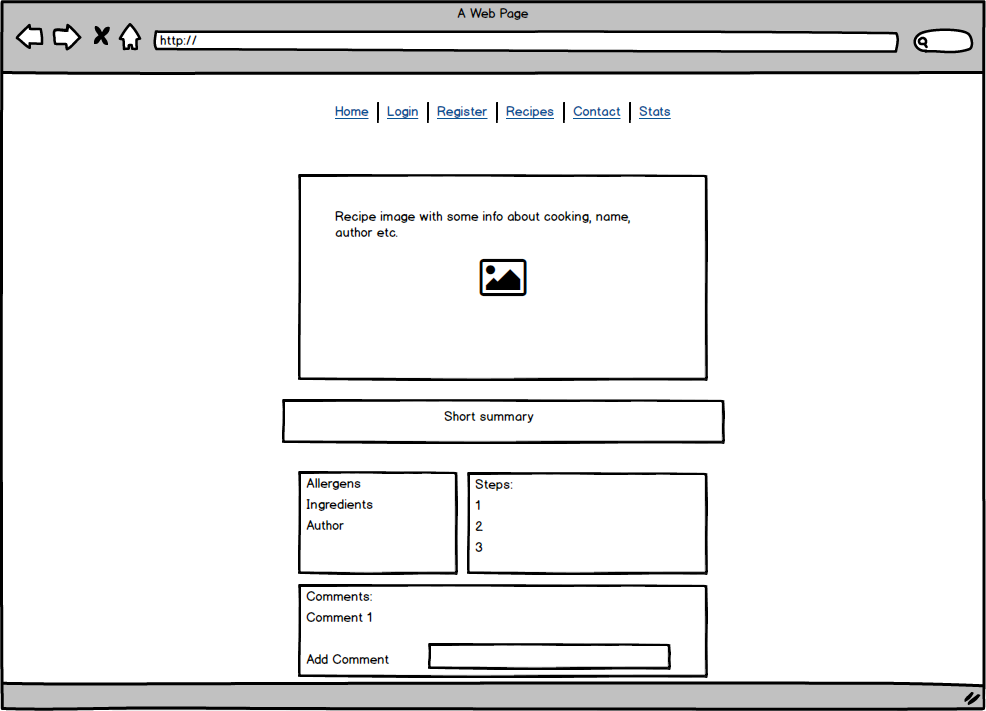 A Web Page
http://
Home Login Register Recipes Contact Stats
Recipe image with some info about cooking, name,
author etc.
Short summary
Allergens
Ingredients
Author
Steps:
1
2
3
Comments:
Comment 1
Add Comment